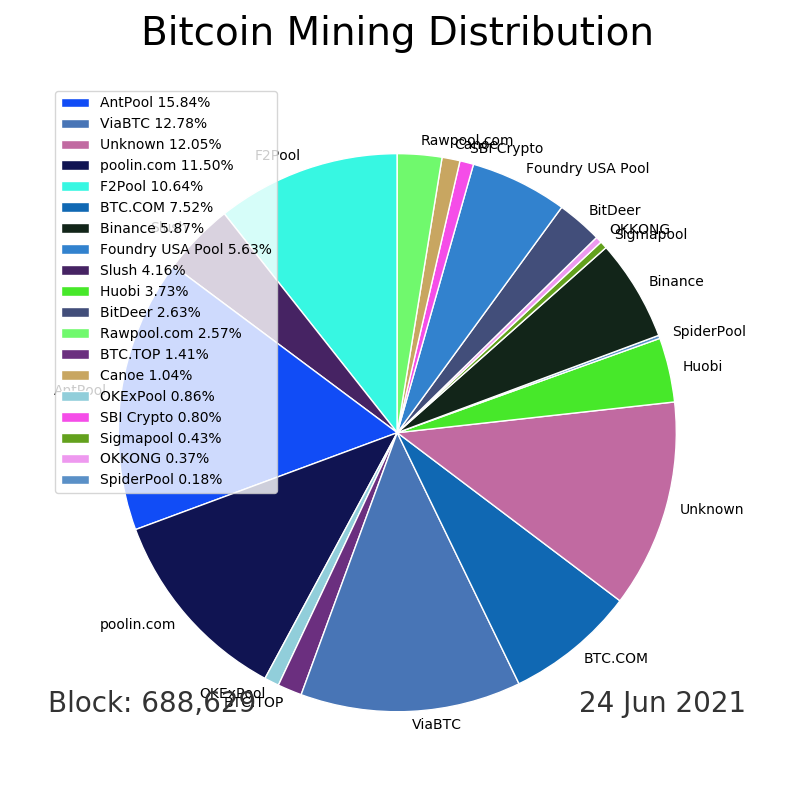 Bitcoin Mining Distribution
AntPool 15.84%
ViaBTC 12.78%
Unknown 12.05%
poolin.com 11.50%
F2Pool 10.64%
BTC.COM 7.52%
Binance 5.87%
Foundry USA Pool 5.63%
Slush 4.16%
Huobi 3.73%
BitDeer 2.63%
Rawpool.com 2.57%
BTC.TOP 1.41%
Canoe 1.04%
OKExPool 0.86%
SBI Crypto 0.80%
Sigmapool 0.43%
OKKONG 0.37%
SpiderPool 0.18%
F2Pool
Rawpool.com
Canoe
SBI Crypto
Foundry USA Pool
BitDeer
OKKONG
Sigmapool
Binance
SpiderPool
Huobi
AntPool
Unknown
poolin.com
BTC.COM
OKExPool
BTC.TOP
ViaBTC
Block: 688,629
24 Jun 2021